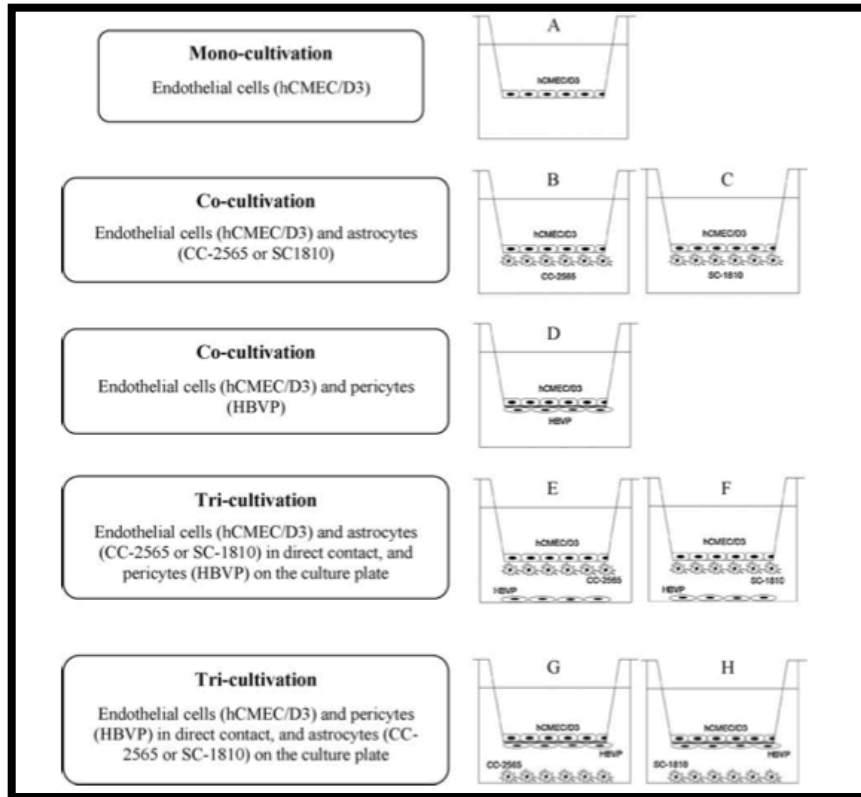 Mono-cultivation
Endothelial cells (hCMEC/D3)
A
hCMEC/D3
Co-cultivation
Endothelial cells (hCMEC/D3) and astrocytes
(CC-2565 or SC1810)
B
hCMEC/D3
CC-2565
C
hCMEC/D3
SC-1810
Co-cultivation
Endothelial cells (hCMEC/D3) and pericytes
(HBVP)
D
hCMEC/D3
HBVP
Tri-cultivation
Endothelial cells (hCMEC/D3) and astrocytes
(CC-2565 or SC-1810) in direct contact, and
pericytes (HBVP) on the culture plate
E
hCMEC/D3
CC-2565
HBVP
F
hCMEC/D3
SC-1810
HBVP
Tri-cultivation
Endothelial cells (hCMEC/D3) and pericytes
(HBVP) in direct contact, and astrocytes (CC-
2565 or SC-1810) on the culture plate
G
hCMEC/D3
HBVP
CC-2565
H
hCMEC/D3
HBVP
SC-1810